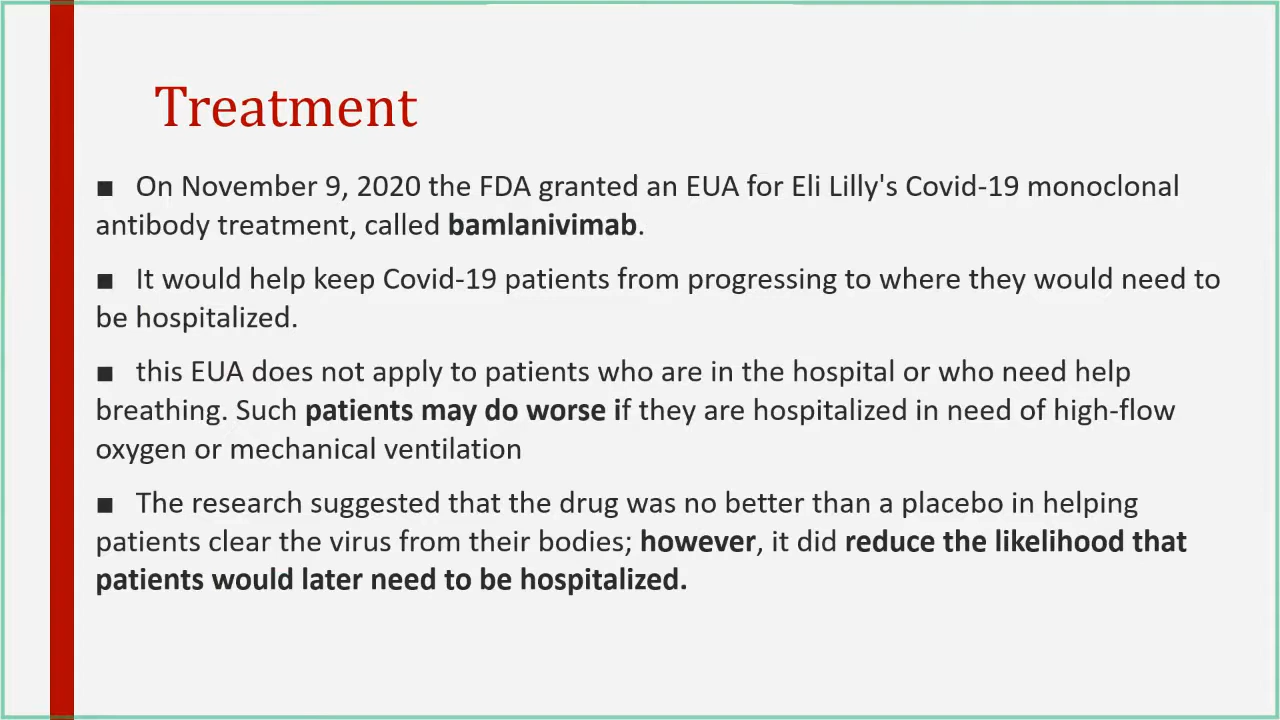 Treatment
■ On November 9, 2020 the FDA granted an EUA for Eli Lilly's Covid-19 monoclonal
antibody treatment, called bamlanivimab.
■ It would help keep Covid-19 patients from progressing to where they would need to
be hospitalized.
■ this EUA does not apply to patients who are in the hospital or who need help
breathing. Such patients may do worse if they are hospitalized in need of high-flow
oxygen or mechanical ventilation
■ The research suggested that the drug was no better than a placebo in helping
patients clear the virus from their bodies; however, it did reduce the likelihood that
patients would later need to be hospitalized.